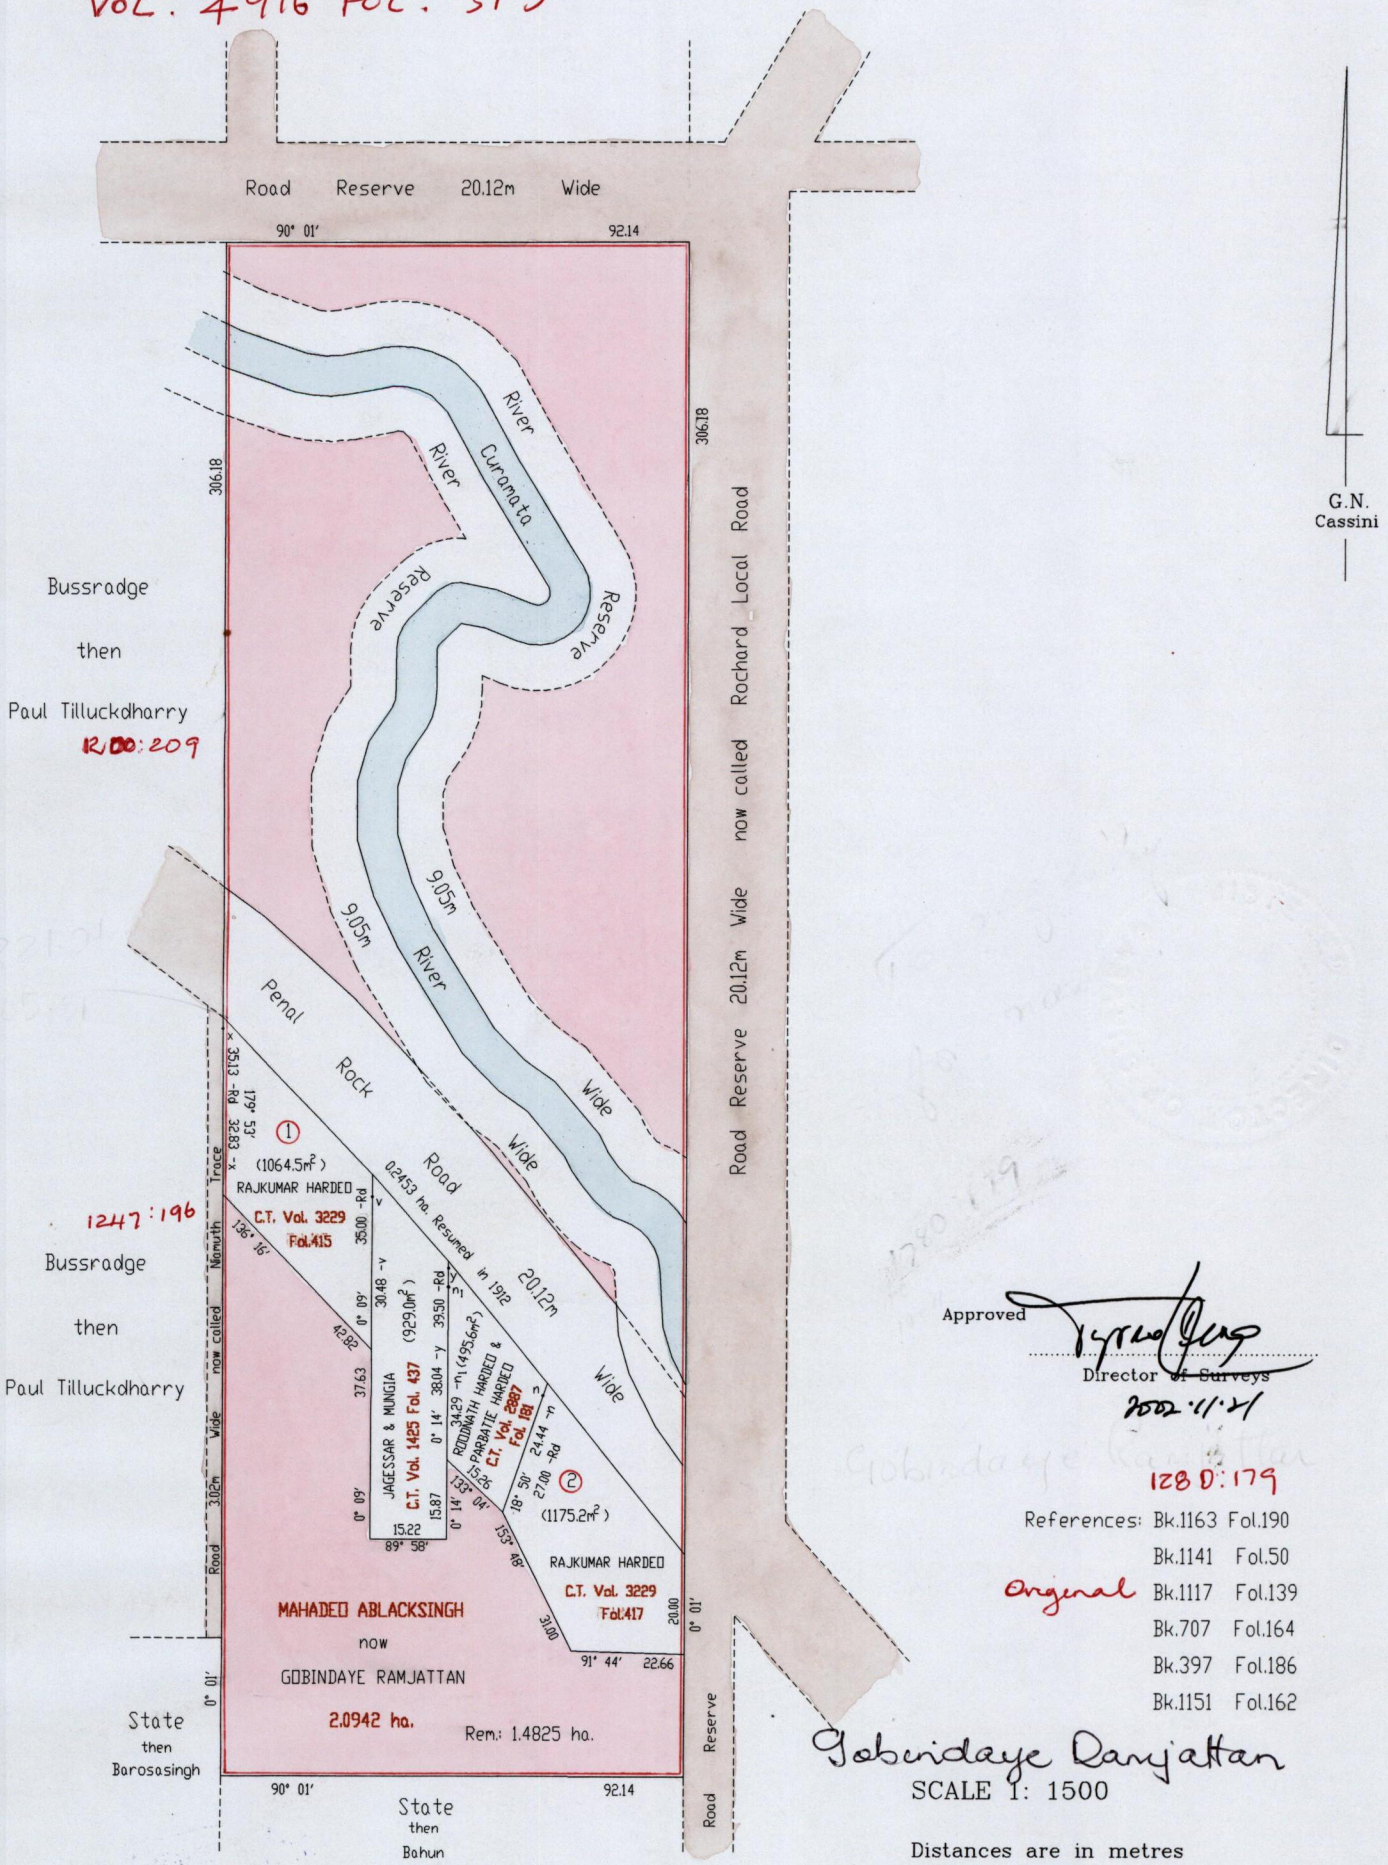 VOL. 4916 FOL.
Road Reserve 20.12m Wide
90° 01' 92.14
306.18
306.18
River
River
Curamata
Reserve
Reserve
G.N.
Cassini
Bussradge
then
Paul Tilluckdharry
:209
Road Reserve 20.12m Wide now called Rochard Local Road
9.05m
9.05m
River
Wide
Wide
Penal
Rock
Road
20.12m
Wide
0.2453 ha. Resumed in 1912
x 35.13 -Rd 32.83 -x
179° 53'
1
(1064.5m²)
RAJKUMAR HARDEO
C.T. Vol. 3229
Fol.415
136° 16'
42.82
Road 3.02m Wide now called Niamuth Trace
1247:196
Bussradge
then
Paul Tilluckdharry
35.00 -Rd
v
30.48 -v
0° 09'
37.63
0° 09'
(929.0m²)
JAGESSAR & MUNGIA
C.T. Vol. 1425 Fol. 437
39.50 -Rd
y
38.04 -y
0° 14'
15.87
0° 14'
15.22
89° 58'
n1
34.29 -n1 (495.6m²)
ROODNATH HARDEO &
PARBATIE HARDEO
C.T. Vol. 2887
Fol. 181
15.26
133° 04'
n
24.44 -n
27.00 -Rd
18° 50'
2
(1175.2m²)
153° 48'
31.00
RAJKUMAR HARDEO
C.T. Vol. 3229
Fol.417
20.00
0° 01'
91° 44' 22.66
MAHADEO ABLACKSINGH
now
GOBINDAYE RAMJATTAN
2.0942 ha.
Rem.: 1.4825 ha.
0° 01'
State
then
Barosasingh
90° 01' 92.14
State
then
Bahun
Road Reserve
Approved
Director of Surveys
2002.11.21
128 D:179
References: Bk.1163 Fol.190
Bk.1141 Fol.50
Original Bk.1117 Fol.139
Bk.707 Fol.164
Bk.397 Fol.186
Bk.1151 Fol.162
Gobindaye Ramjattan
SCALE 1: 1500
Distances are in metres